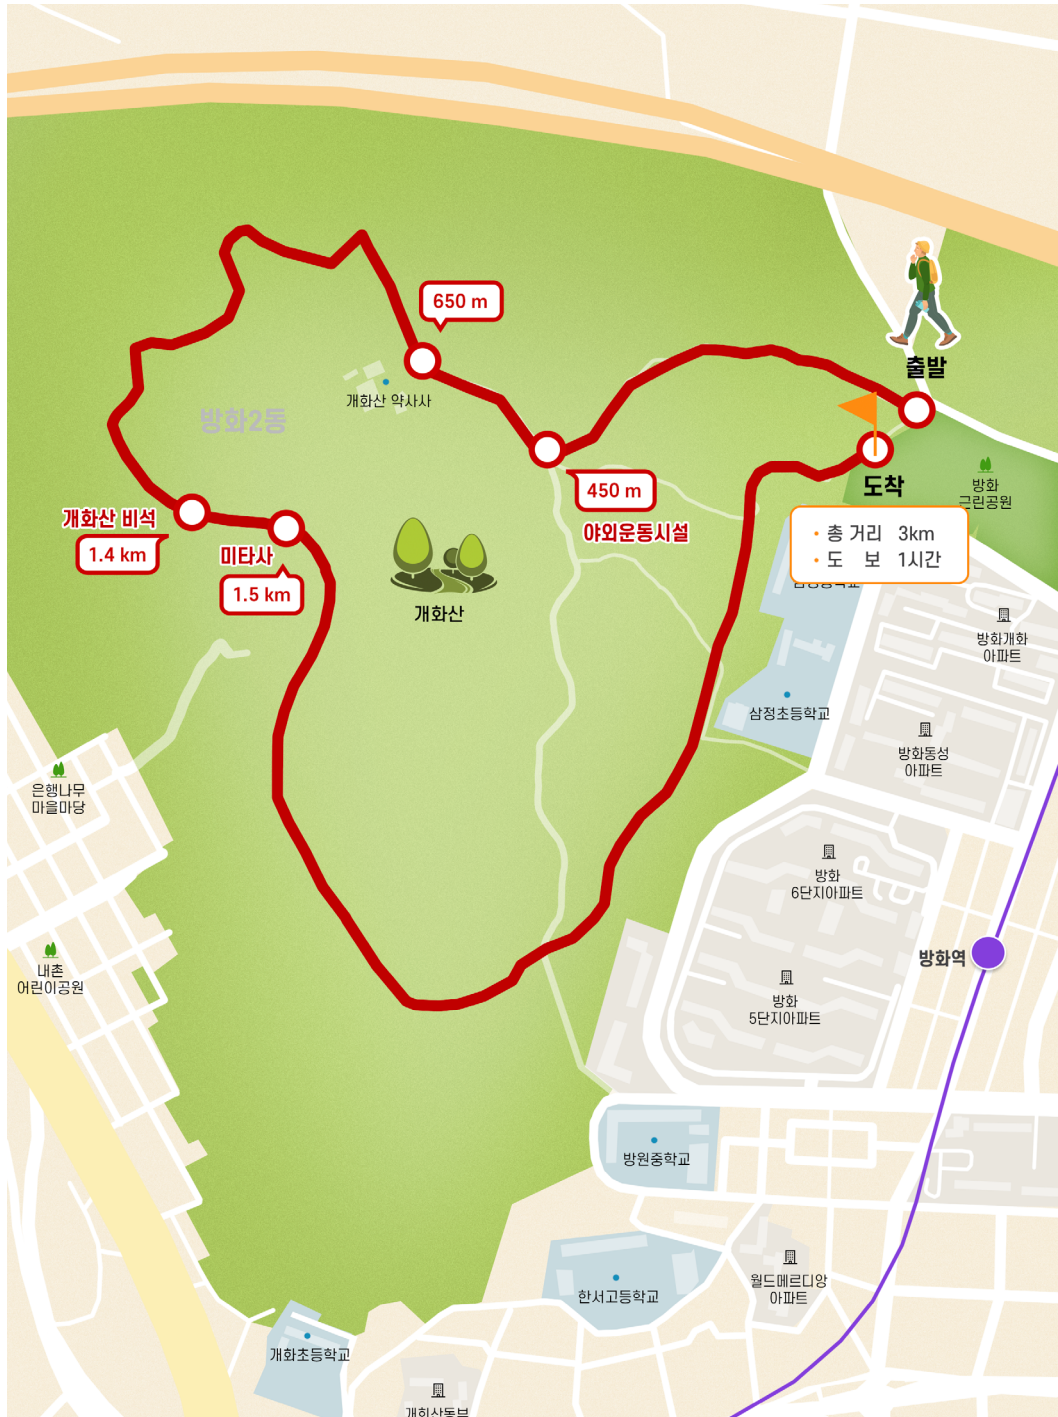 650 m
출발
개화산 약사사
방화2동
450 m
야외운동시설
도착
방화
근린공원
개화산 비석
1.4 km
미타사
1.5 km
• 총 거리 3km
• 도 보 1시간
개화산
방화개화
아파트
삼정초등학교
방화동성
아파트
은행나무
마을마당
방화
6단지아파트
방화역
내촌
어린이공원
방화
5단지아파트
방원중학교
월드메르디앙
아파트
한서고등학교
개화초등학교